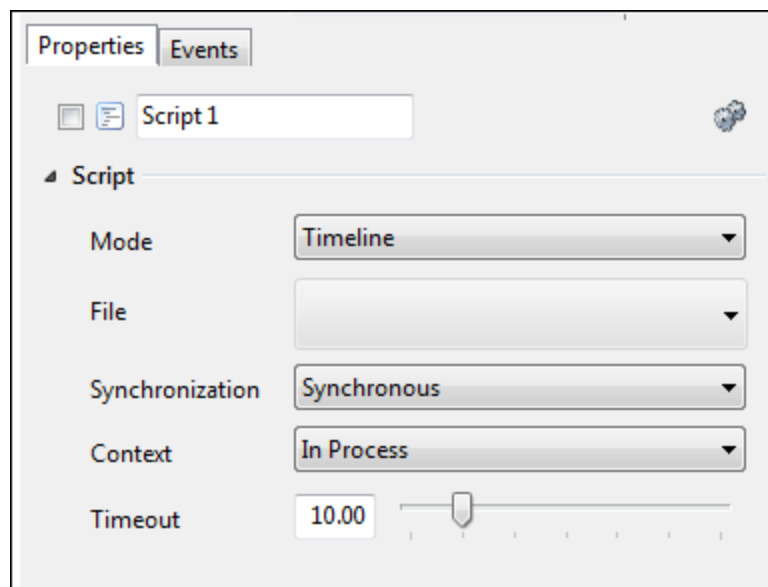 Properties
Events
Script 1
Script
Mode
Timeline
File
Synchronization
Synchronous
Context
In Process
Timeout
10.00